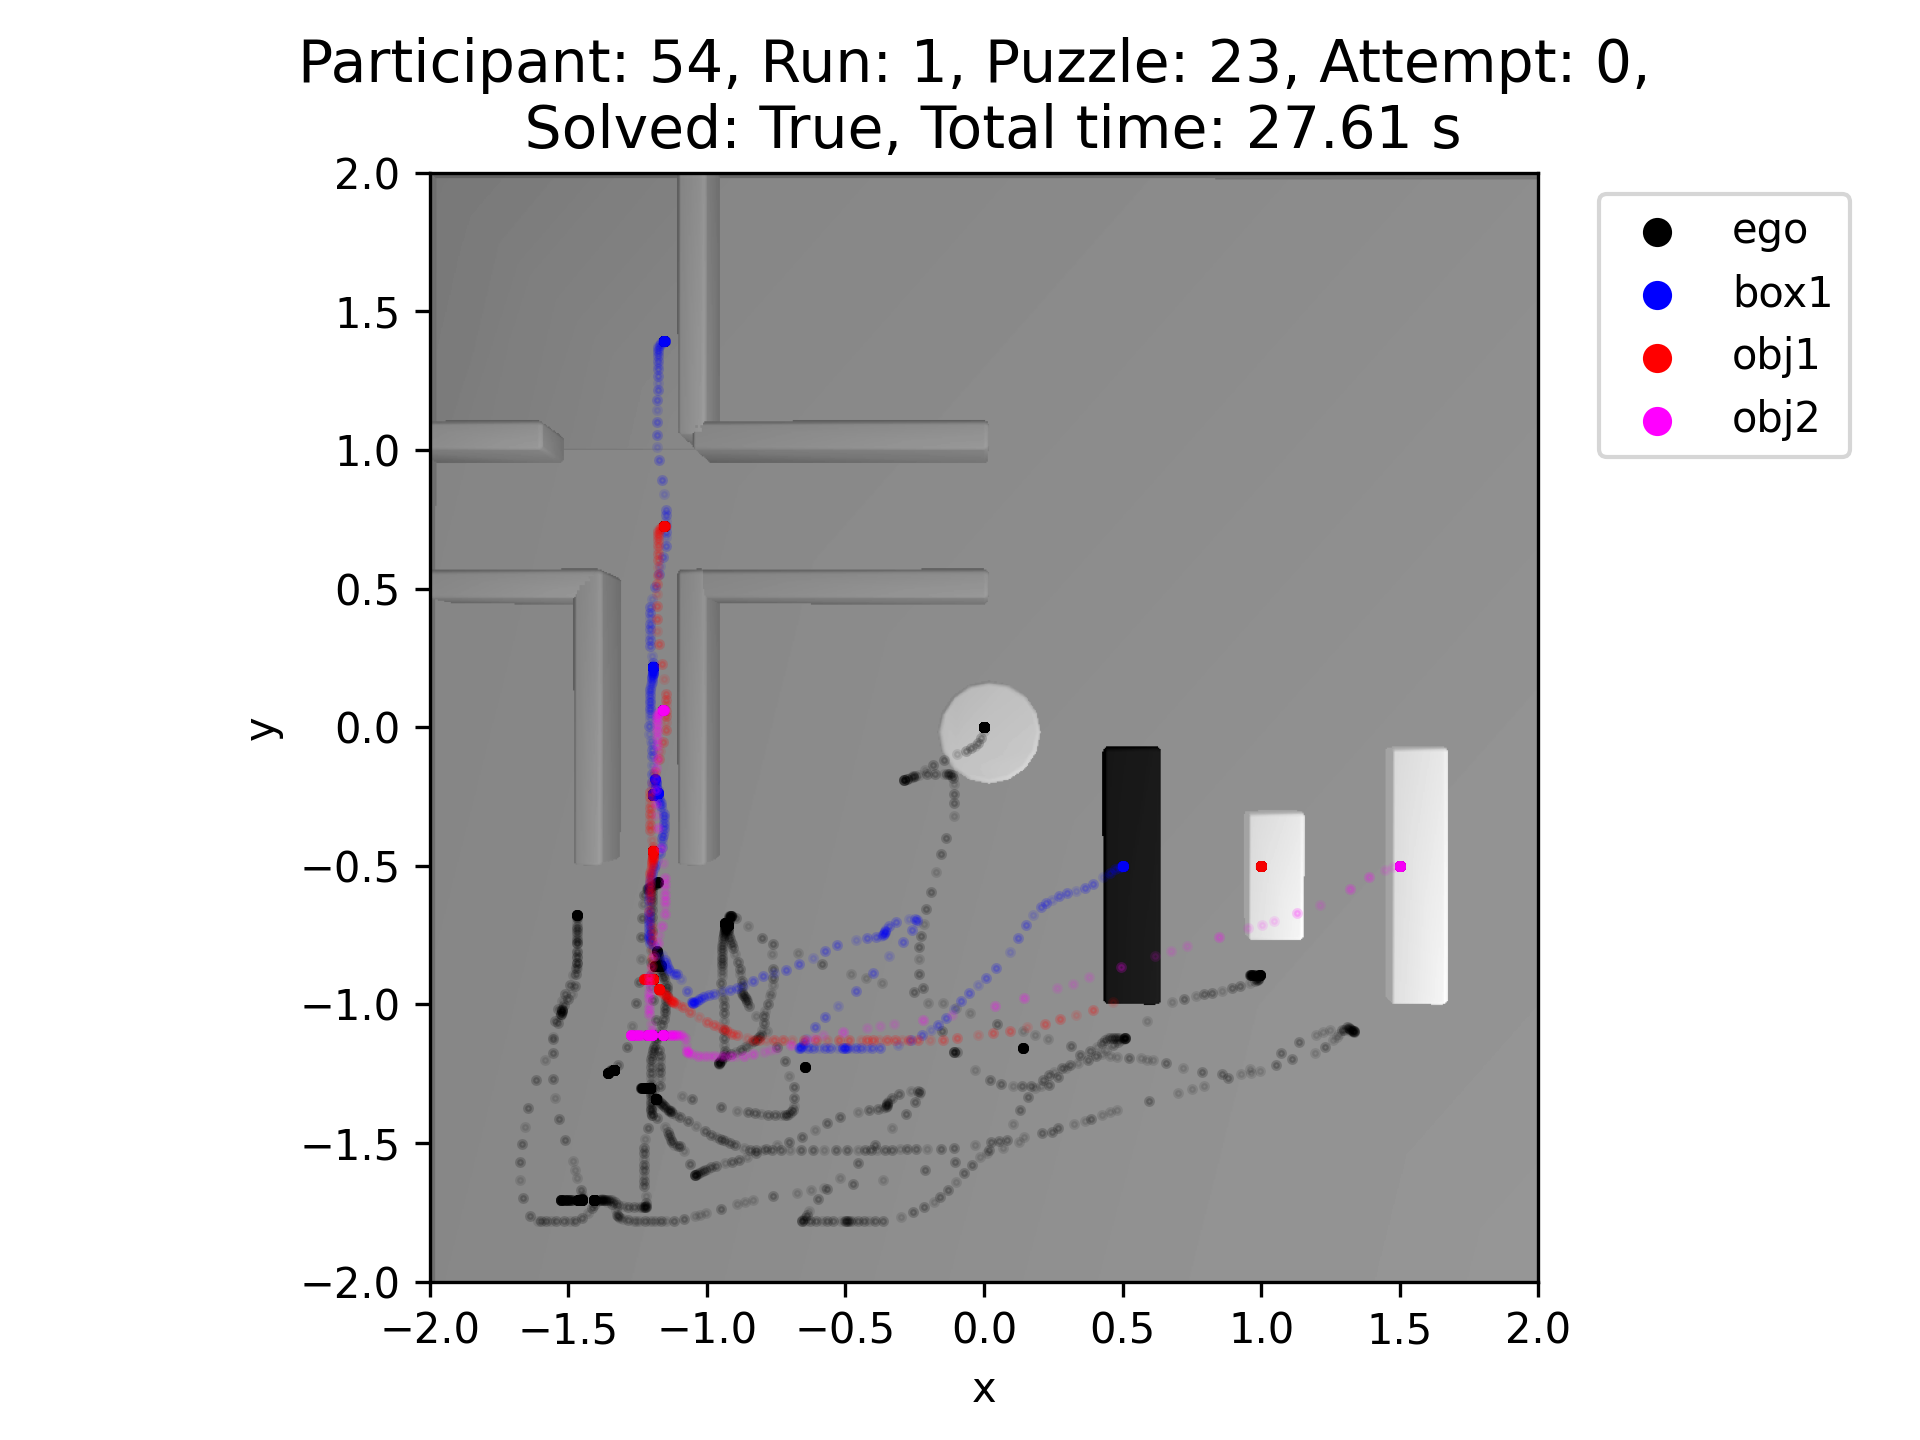 Participant: 54, Run: 1, Puzzle: 23, Attempt: 0,
Solved: True, Total time: 27.61 s
ego
box1
obj1
obj2
2.0
1.5
1.0
0.5
0.0
−0.5
−1.0
−1.5
−2.0
y
−2.0 −1.5 −1.0 −0.5 0.0 0.5 1.0 1.5 2.0
x